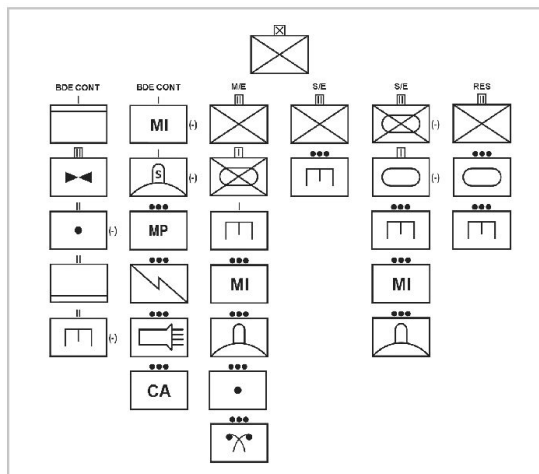 BDE CONT BDE CONT M/E S/E S/E RES
MI (-) (-)
S (-) (-)
(-) MP
MI MI
(-)
CA